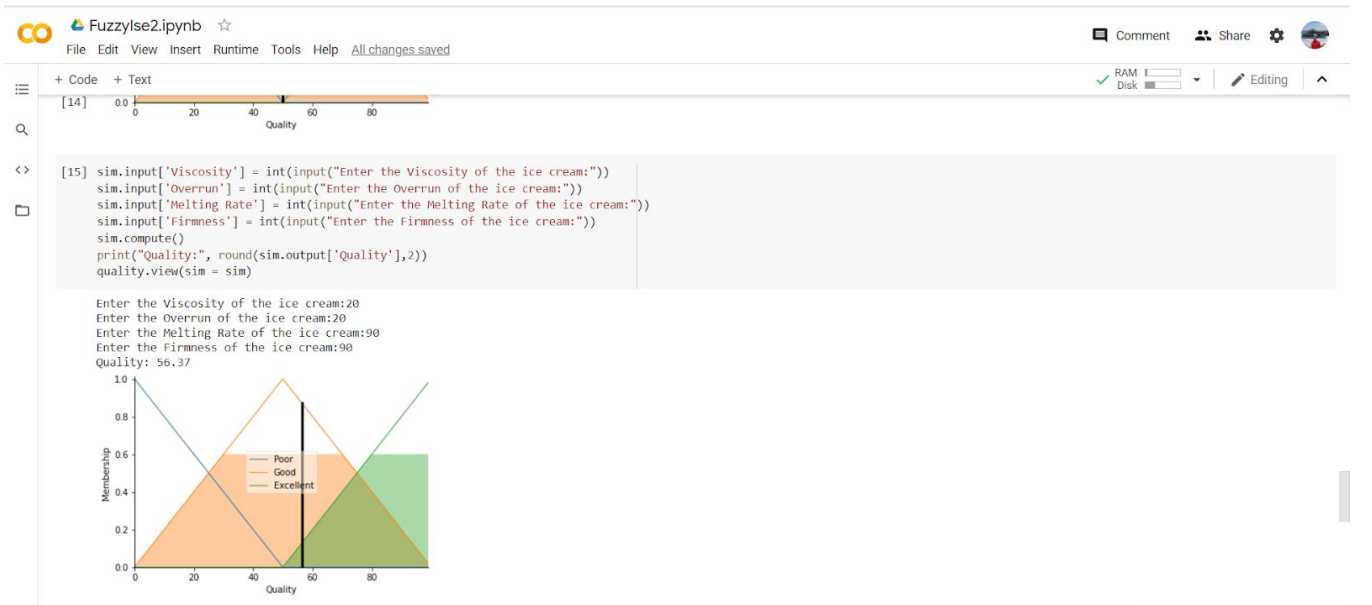 FuzzyIse2.ipynb
File Edit View Insert Runtime Tools Help All changes saved
Comment Share
+ Code + Text
RAM
Disk
Editing
[14]
0.0
0 20 40 60 80
Quality
[15] sim.input['Viscosity'] = int(input("Enter the Viscosity of the ice cream:"))
sim.input['Overrun'] = int(input("Enter the Overrun of the ice cream:"))
sim.input['Melting Rate'] = int(input("Enter the Melting Rate of the ice cream:"))
sim.input['Firmness'] = int(input("Enter the Firmness of the ice cream:"))
sim.compute()
print("Quality:", round(sim.output['Quality'],2))
quality.view(sim = sim)
Enter the Viscosity of the ice cream:20
Enter the Overrun of the ice cream:20
Enter the Melting Rate of the ice cream:90
Enter the Firmness of the ice cream:90
Quality: 56.37
1.0
0.8
0.6
0.4
0.2
0.0
Membership
Poor
Good
Excellent
0 20 40 60 80
Quality